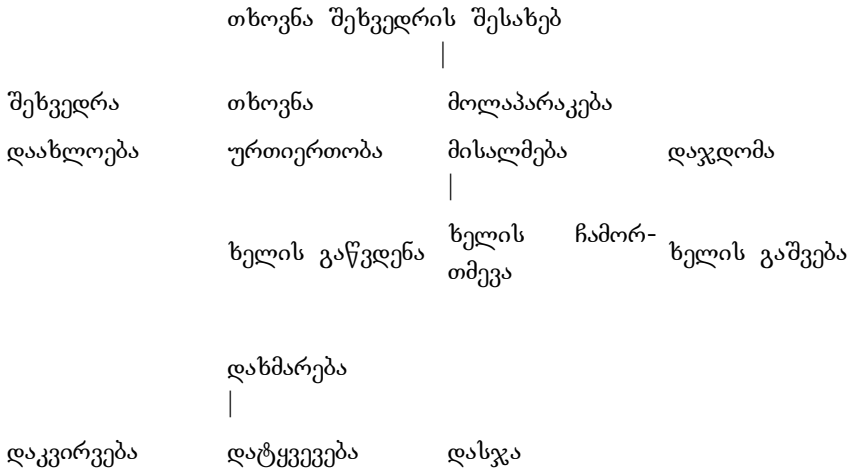 თხოვნა შეხვედრის შესახებ
შეხვედრა თხოვნა მოლაპარაკება
დაახლოება ურთიერთობა მისალმება დაჯდომა
ხელის გაწვდენა ხელის ჩამორ- ხელის გაშვება
თმევა
დახმარება
დაკვირვება დატყვევება დასჯა